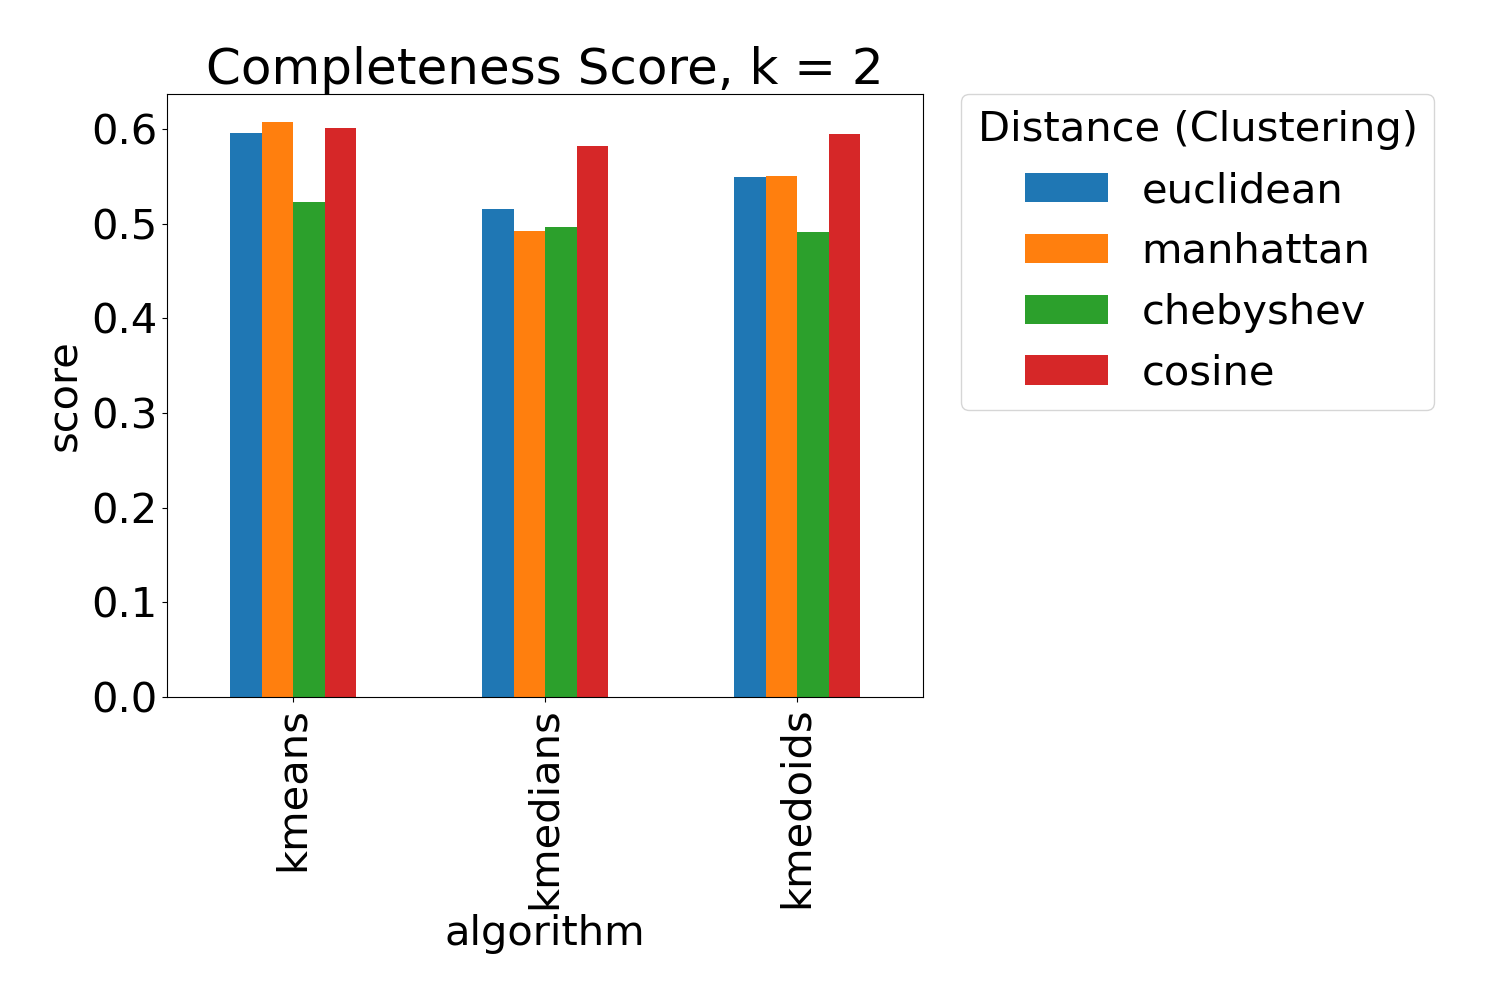 Completeness Score, k = 2
score
0.6
0.5
0.4
0.3
0.2
0.1
0.0
kmeans
kmedians
kmedoids
algorithm
Distance (Clustering)
euclidean
manhattan
chebyshev
cosine